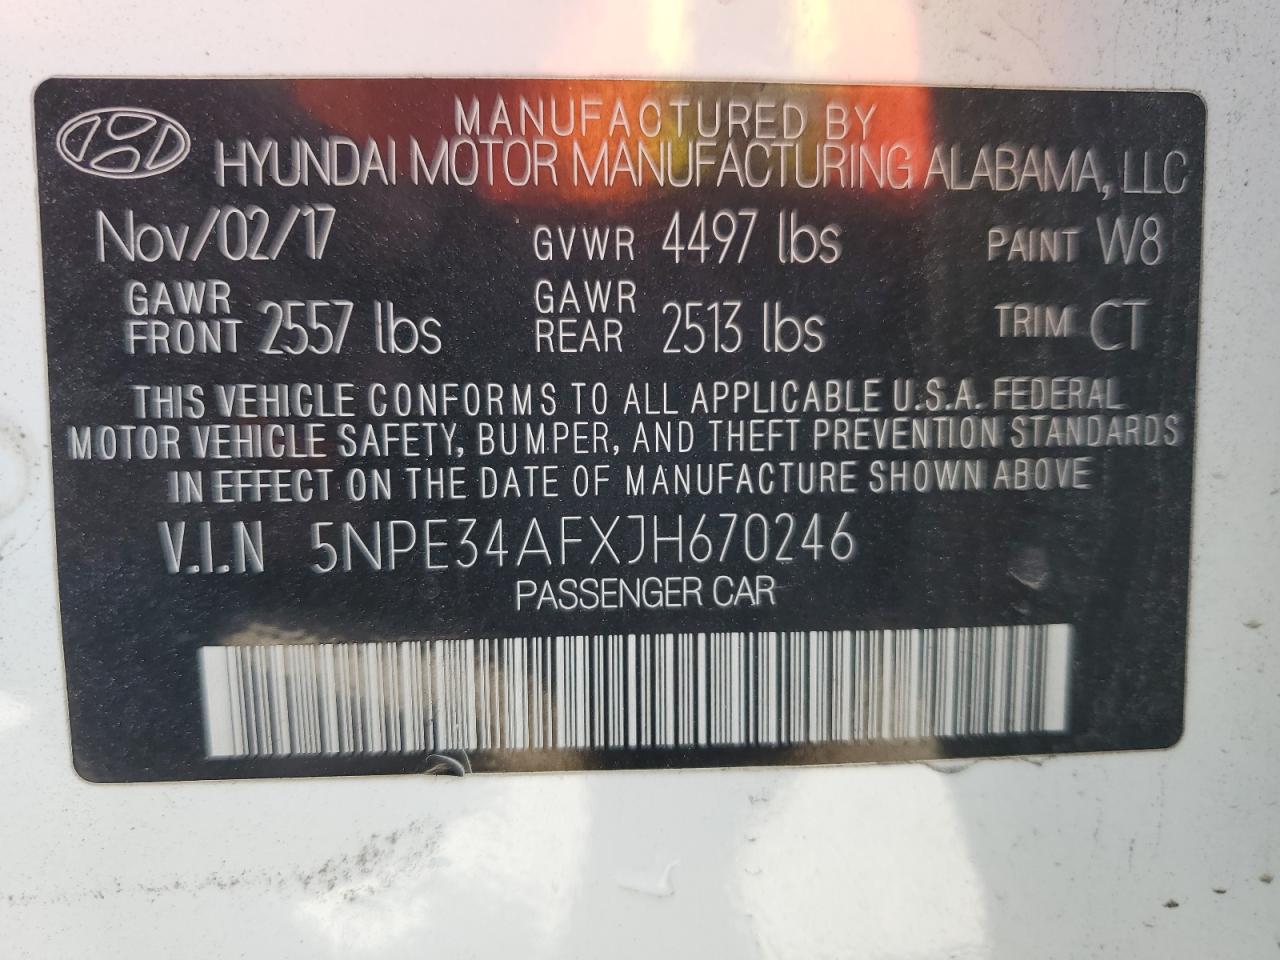 MANUFACTURED BY
HYUNDAI MOTOR MANUFACTURING ALABAMA, LLC
Nov/02/17 GVWR 4497 lbs PAINT W8
GAWR FRONT 2557 lbs GAWR REAR 2513 lbs TRIM CT
THIS VEHICLE CONFORMS TO ALL APPLICABLE U.S.A. FEDERAL
MOTOR VEHICLE SAFETY, BUMPER, AND THEFT PREVENTION STANDARDS
IN EFFECT ON THE DATE OF MANUFACTURE SHOWN ABOVE
V.I.N 5NPE34AFXJH670246
PASSENGER CAR